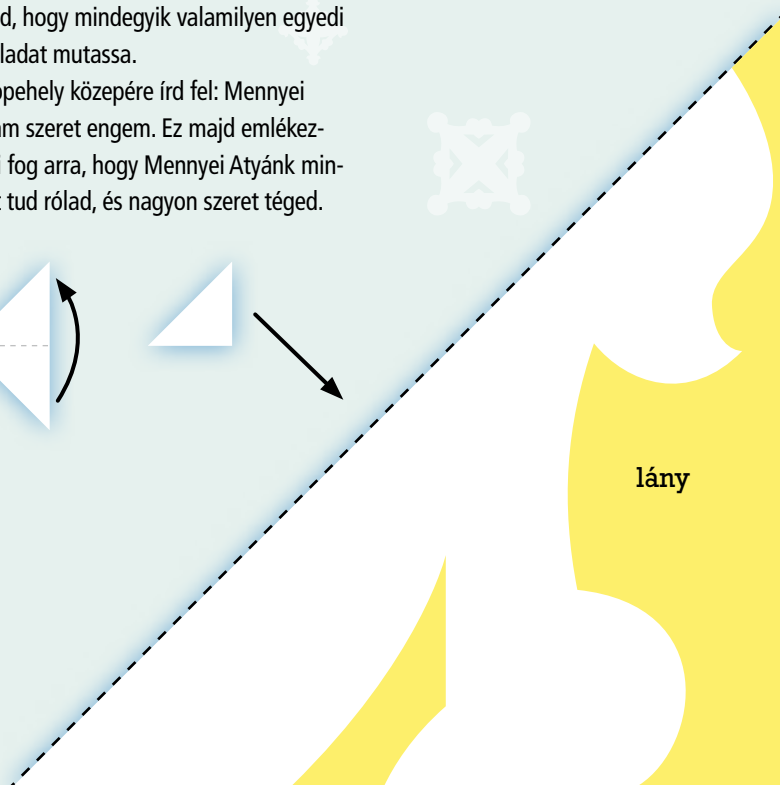 d, hogy mindegyik valamilyen egyedi
ladat mutassa.
pehely közepére írd fel: Mennyei
m szeret engem. Ez majd emlékez-
i fog arra, hogy Mennyei Atyánk min-
t tud rólad, és nagyon szeret téged.
lány